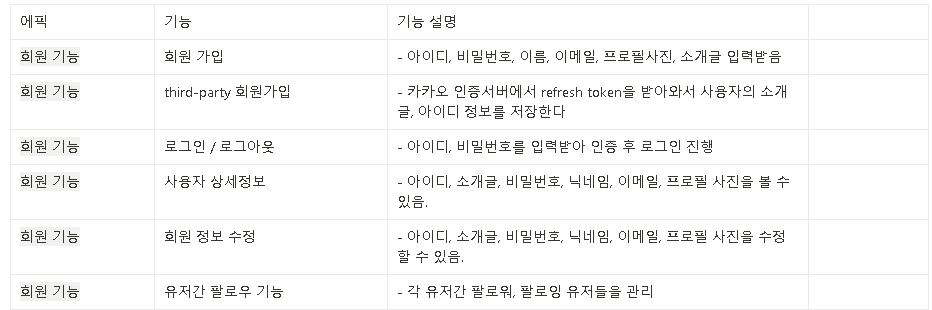 에픽 기능 기능 설명
회원 기능 회원 가입 - 아이디, 비밀번호, 이름, 이메일, 프로필사진, 소개글 입력받음
회원 기능 third-party 회원가입 - 카카오 인증서버에서 refresh token을 받아와서 사용자의 소개
글, 아이디 정보를 저장한다
회원 기능 로그인 / 로그아웃 - 아이디, 비밀번호를 입력받아 인증 후 로그인 진행
회원 기능 사용자 상세정보 - 아이디, 소개글, 비밀번호, 닉네임, 이메일, 프로필 사진을 볼 수
있음.
회원 기능 회원 정보 수정 - 아이디, 소개글, 비밀번호, 닉네임, 이메일, 프로필 사진을 수정
할 수 있음.
회원 기능 유저간 팔로우 기능 - 각 유저간 팔로워, 팔로잉 유저들을 관리